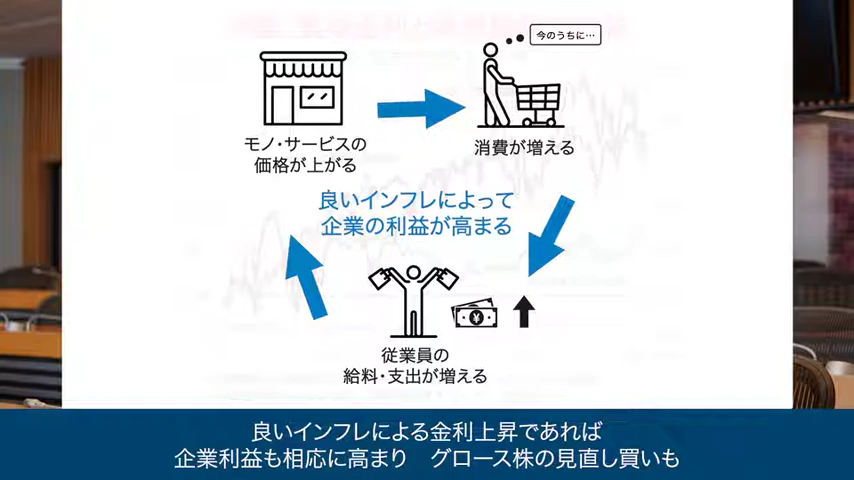 今のうちに…
モノ・サービスの
価格が上がる
消費が増える
良いインフレによって
企業の利益が高まる
¥
従業員の
給料・支出が増える
良いインフレによる金利上昇であれば
企業利益も相応に高まり　グロース株の見直し買いも